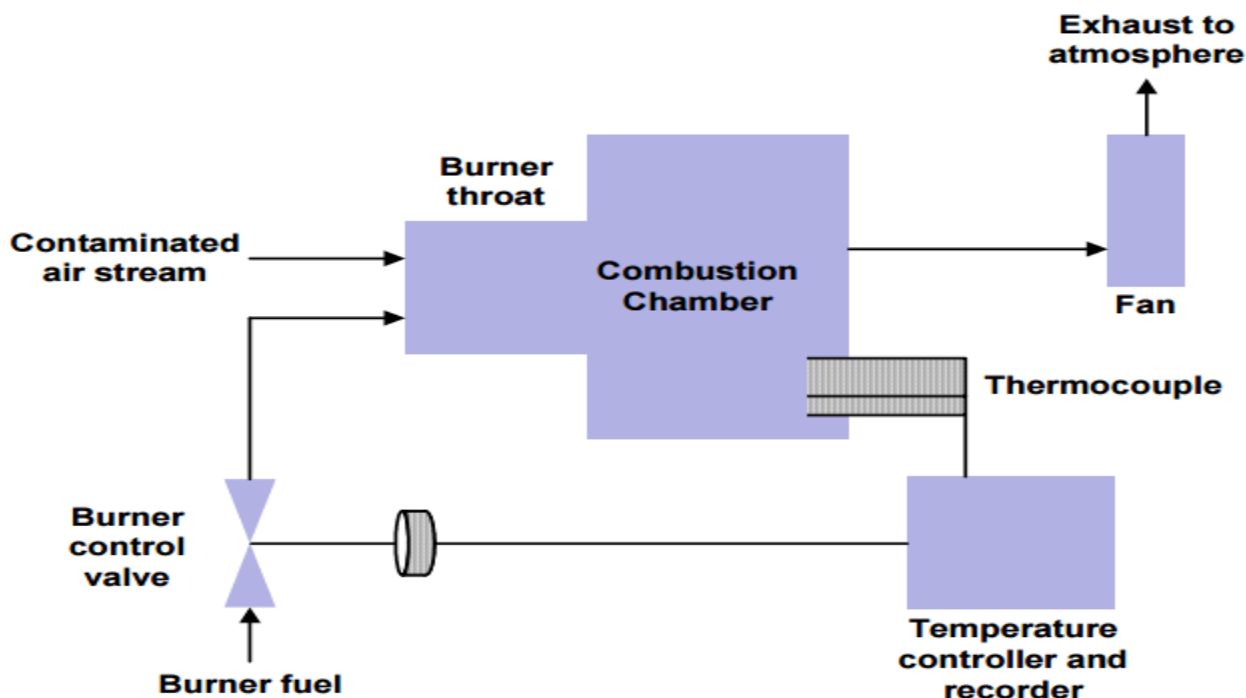 Exhaust to
atmosphere
Burner
throat
Contaminated
air stream
Combustion
Chamber
Fan
Thermocouple
Burner
control
valve
Temperature
controller and
recorder
Burner fuel